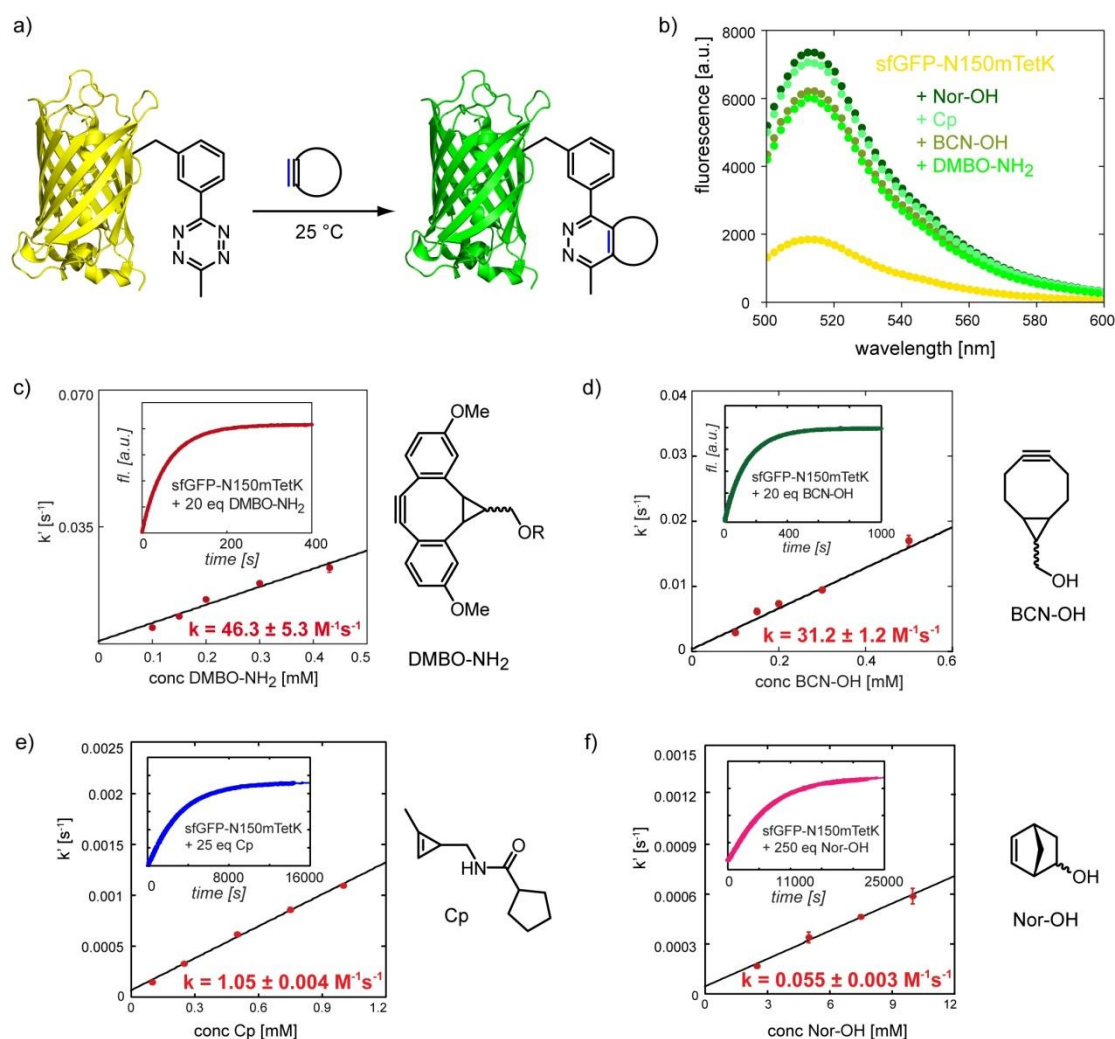 a)
N
N
N
N
25 °C
N
N
b)
fluorescence [a.u.]
8000
6000
4000
2000
0
500
520
540
560
580
600
wavelength [nm]
sfGFP-N150mTetK
+ Nor-OH
+ Cp
+ BCN-OH
+ DMBO-NH₂
c)
k' [s⁻¹]
0.070
0.035
0
0.1
0.2
0.3
0.4
0.5
conc DMBO-NH₂ [mM]
fl. [a.u.]
sfGFP-N150mTetK
+ 20 eq DMBO-NH₂
0
200
400
time [s]
k = 46.3 ± 5.3 M⁻¹s⁻¹
OMe
OR
OMe
DMBO-NH₂
d)
k' [s⁻¹]
0.04
0.03
0.02
0.01
0
0
0.2
0.4
0.6
conc BCN-OH [mM]
fl. [a.u.]
sfGFP-N150mTetK
+ 20 eq BCN-OH
0
400
600
1000
time [s]
k = 31.2 ± 1.2 M⁻¹s⁻¹
OH
BCN-OH
e)
k' [s⁻¹]
0.0025
0.002
0.0015
0.001
0.0005
0
0
0.3
0.6
0.9
1.2
conc Cp [mM]
sfGFP-N150mTetK
+ 25 eq Cp
0
8000
16000
time [s]
k = 1.05 ± 0.004 M⁻¹s⁻¹
O
HN
Cp
f)
k' [s⁻¹]
0.0015
0.0013
0.0009
0.0006
0.0003
0
0
3
6
9
12
conc Nor-OH [mM]
sfGFP-N150mTetK
+ 250 eq Nor-OH
0
11000
25000
time [s]
k = 0.055 ± 0.003 M⁻¹s⁻¹
OH
Nor-OH